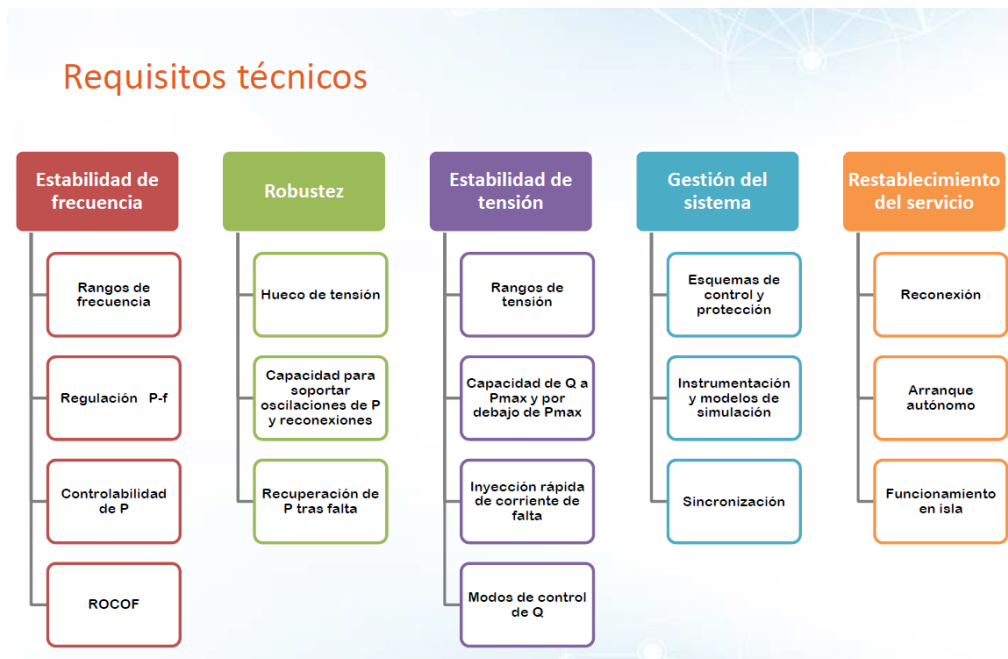 Requisitos técnicos
Estabilidad de
frecuencia
Rangos de
frecuencia
Regulación P-f
Controlabilidad
de P
ROCOF
Robustez
Hueco de tensión
Capacidad para
soportar
oscilaciones de P
y reconexiones
Recuperación de
P tras falta
Estabilidad de
tensión
Rangos de
tensión
Capacidad de Q a
Pmax y por
debajo de Pmax
Inyección rápida
de corriente de
falta
Modos de control
de Q
Gestión del
sistema
Esquemas de
control y
protección
Instrumentación
y modelos de
simulación
Sincronización
Restablecimiento
del servicio
Reconexión
Arranque
autónomo
Funcionamiento
en isla